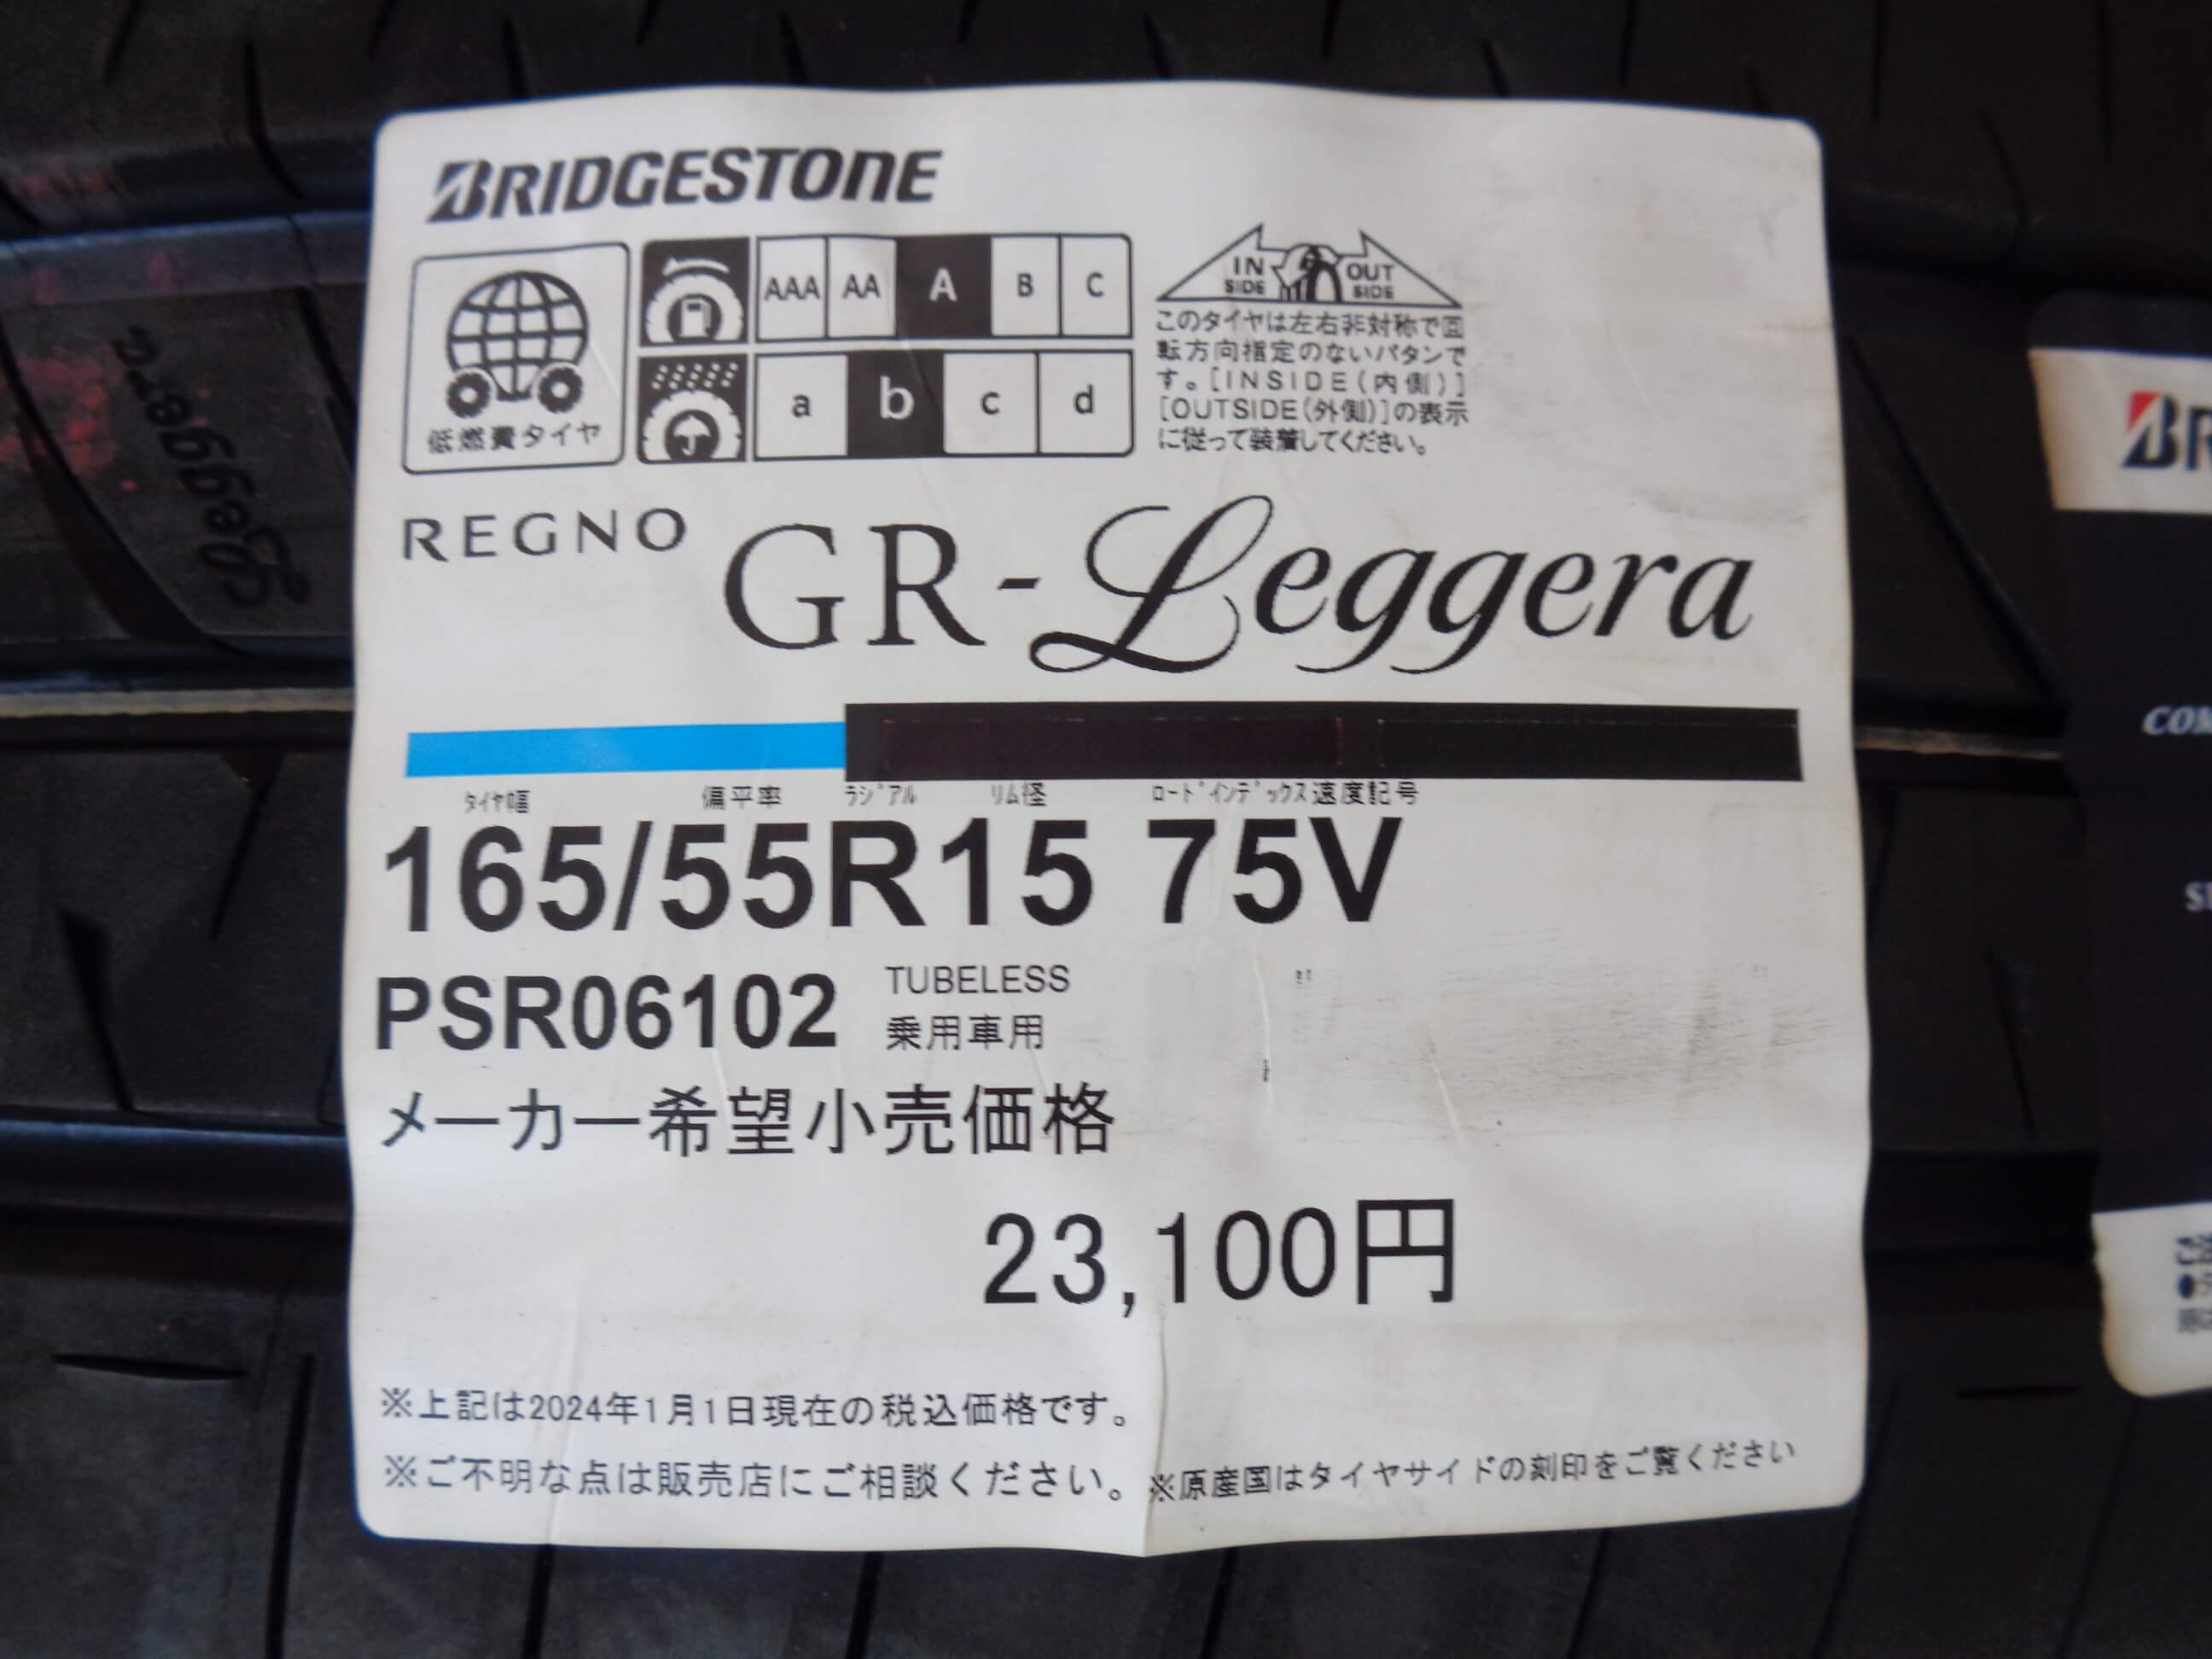 BRIDGESTONE
低燃費タイヤ
AAA AA A B C
a b c d
IN SIDE OUT SIDE
このタイヤは左右非対称で回
転方向指定のないパタンで
す。[INSIDE(内側)]
[OUTSIDE(外側)]の表示
に従って装着してください。
REGNO GR-Leggera
タイヤ幅 偏平率 ラジアル リム径 ロードインデックス 速度記号
165/55R15 75V
PSR06102 TUBELESS
乗用車用
メーカー希望小売価格
23,100円
※上記は2024年1月1日現在の税込価格です。
※ご不明な点は販売店にご相談ください。 ※原産国はタイヤサイドの刻印をご覧ください
Leggera
BR
COM